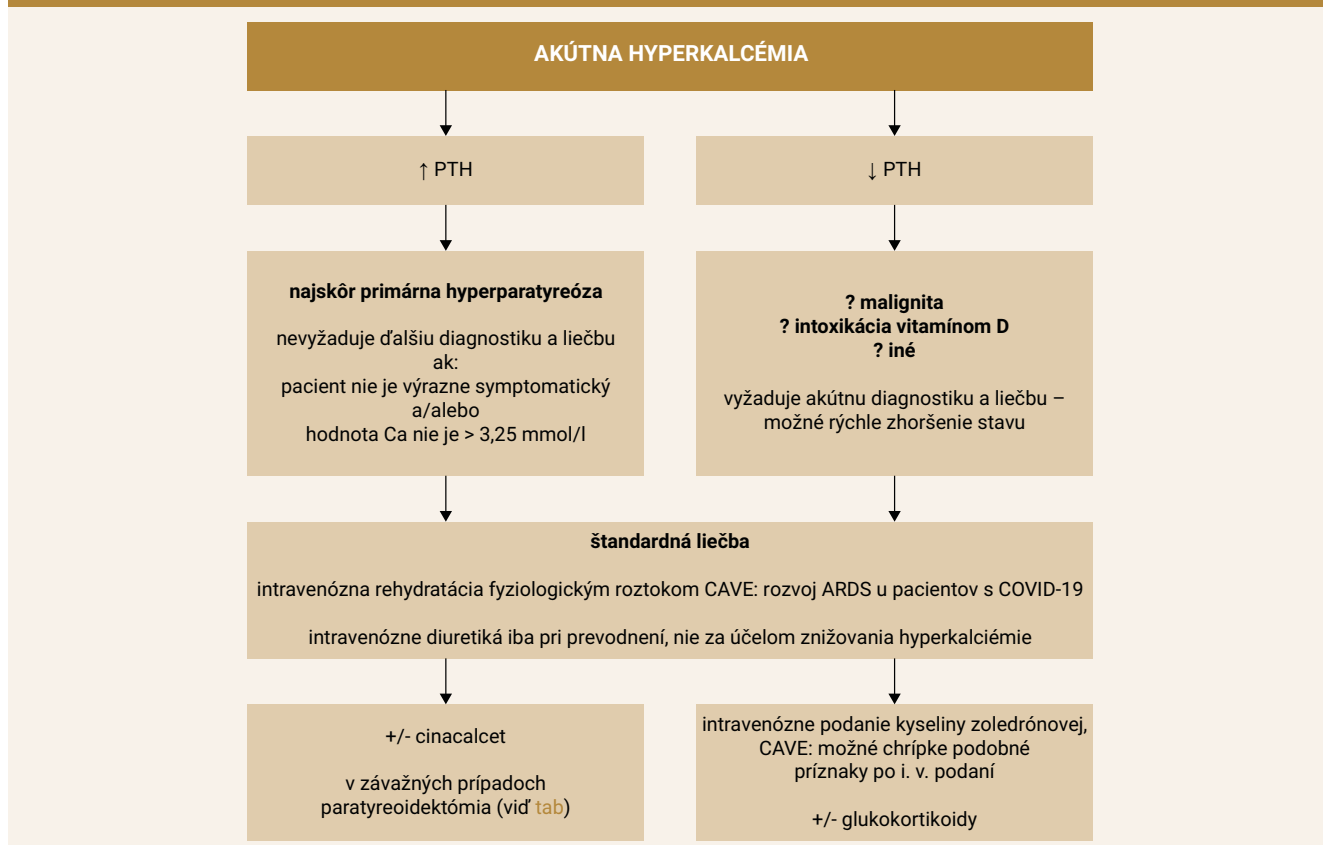 AKÚTNA HYPERKALCÉMIA
↑ PTH
↓ PTH
najskôr primárna hyperparatyreóza
nevyžaduje ďalšiu diagnostiku a liečbu
ak:
pacient nie je výrazne symptomatický
a/alebo
hodnota Ca nie je > 3,25 mmol/l
? malignita
? intoxikácia vitamínom D
? iné
vyžaduje akútnu diagnostiku a liečbu –
možné rýchle zhoršenie stavu
štandardná liečba
intravenózna rehydratácia fyziologickým roztokom CAVE: rozvoj ARDS u pacientov s COVID-19
intravenózne diuretiká iba pri prevodnení, nie za účelom znižovania hyperkalciémie
+/- cinacalcet
v závažných prípadoch
paratyreoidektómia (viď tab)
intravenózne podanie kyseliny zoledrónovej,
CAVE: možné chrípke podobné
príznaky po i. v. podaní
+/- glukokortikoidy